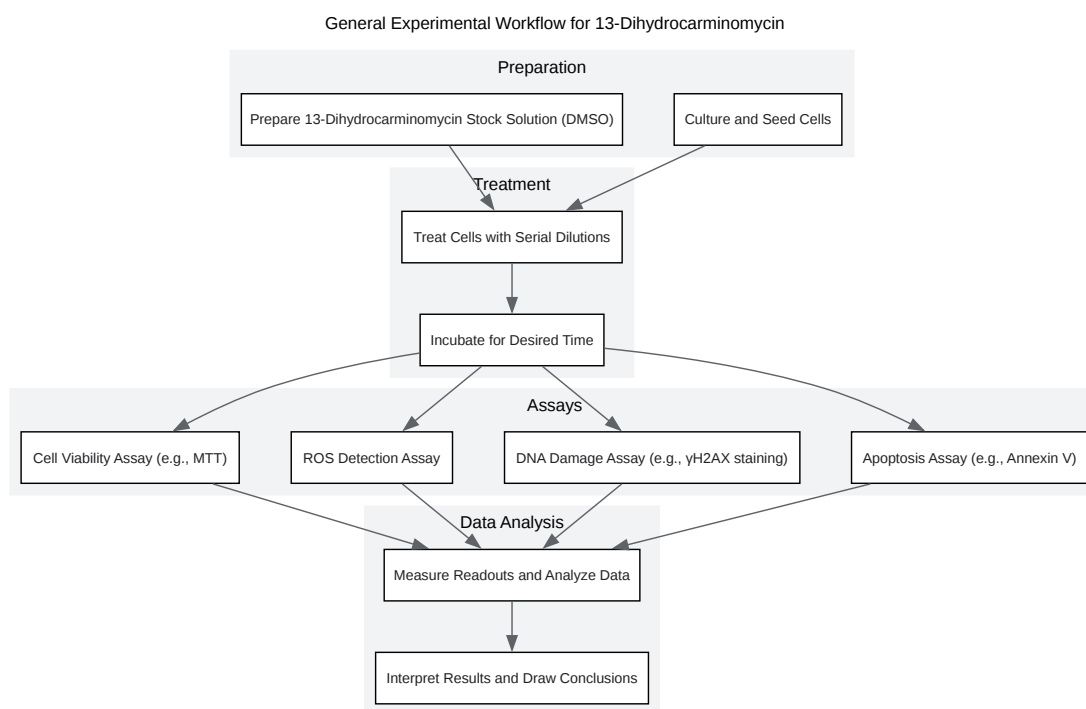 General Experimental Workflow for 13-Dihydrocarminomycin
Preparation
Prepare 13-Dihydrocarminomycin Stock Solution (DMSO)
Culture and Seed Cells
Treatment
Treat Cells with Serial Dilutions
Incubate for Desired Time
Assays
Cell Viability Assay (e.g., MTT)
ROS Detection Assay
DNA Damage Assay (e.g., γH2AX staining)
Apoptosis Assay (e.g., Annexin V)
Data Analysis
Measure Readouts and Analyze Data
Interpret Results and Draw Conclusions